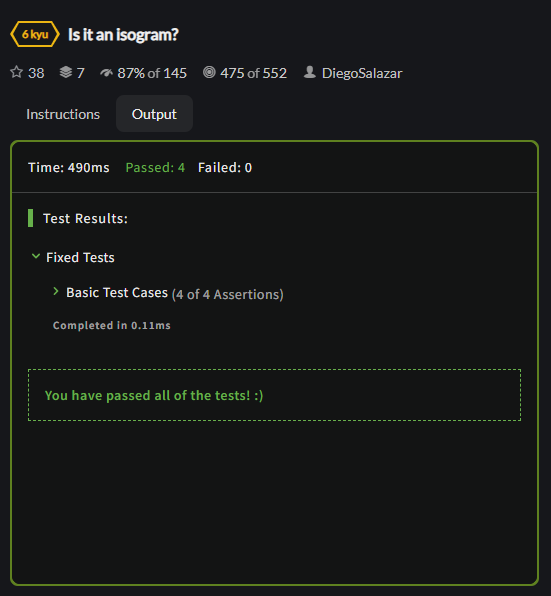 6 kyu Is it an isogram?
38 7 87% of 145 475 of 552 DiegoSalazar
Instructions Output
Time: 490ms Passed: 4 Failed: 0
Test Results:
Fixed Tests
Basic Test Cases (4 of 4 Assertions)
Completed in 0.11ms
You have passed all of the tests! :)